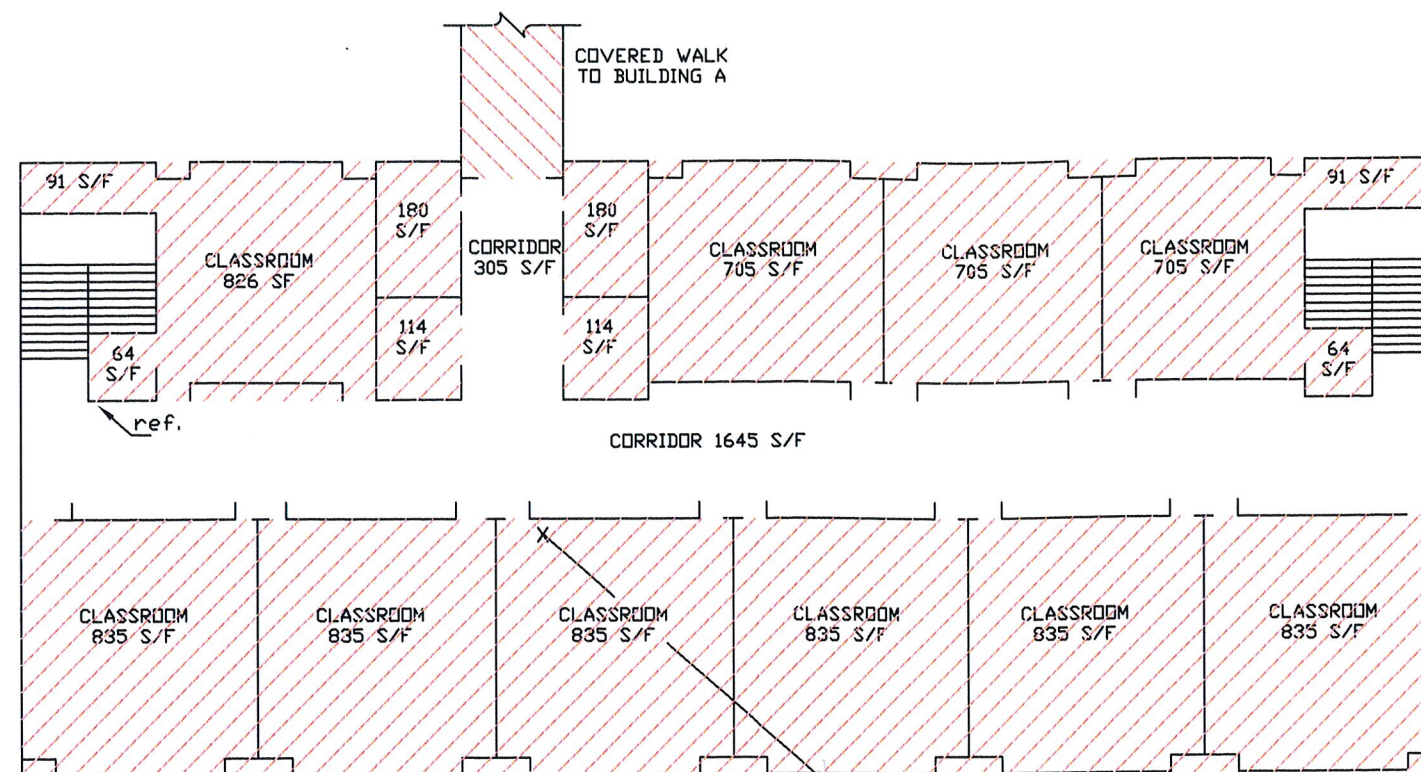 COVERED WALK
TO BUILDING A
91 S/F
91 S/F
180
S/F
180
S/F
CORRIDOR
305 S/F
CLASSROOM
826 SF
CLASSROOM
705 S/F
CLASSROOM
705 S/F
CLASSROOM
705 S/F
114
S/F
114
S/F
64
S/F
64
S/F
ref.
CORRIDOR 1645 S/F
X
CLASSROOM
835 S/F
CLASSROOM
835 S/F
CLASSROOM
835 S/F
CLASSROOM
835 S/F
CLASSROOM
835 S/F
CLASSROOM
835 S/F